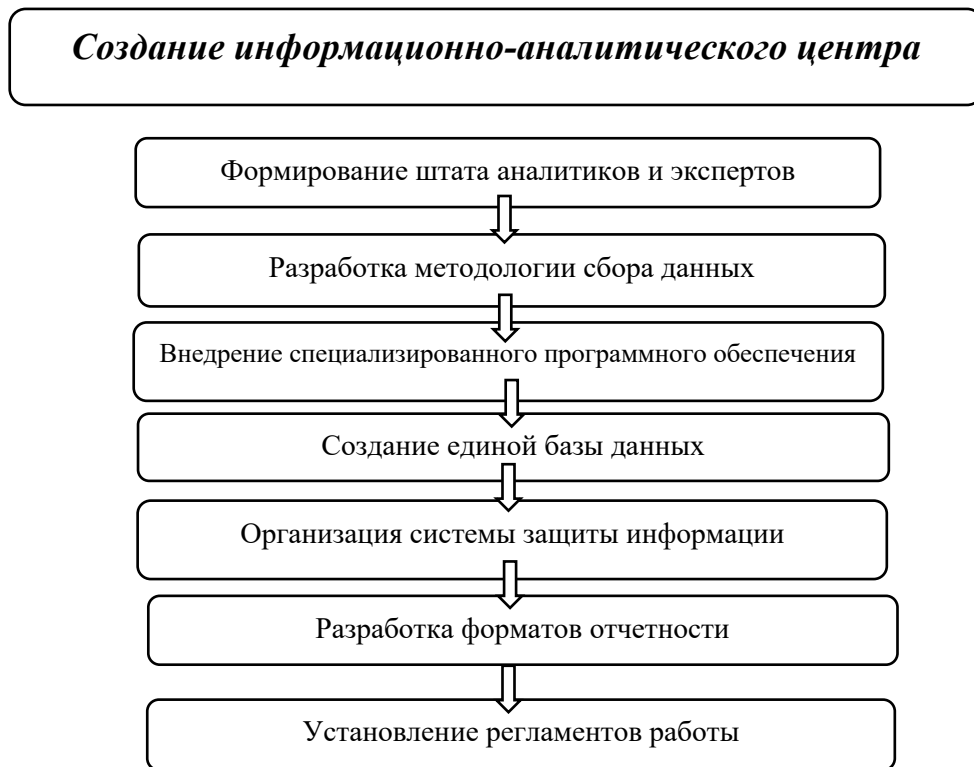 Создание информационно-аналитического центра
Формирование штата аналитиков и экспертов
Разработка методологии сбора данных
Внедрение специализированного программного обеспечения
Создание единой базы данных
Организация системы защиты информации
Разработка форматов отчетности
Установление регламентов работы